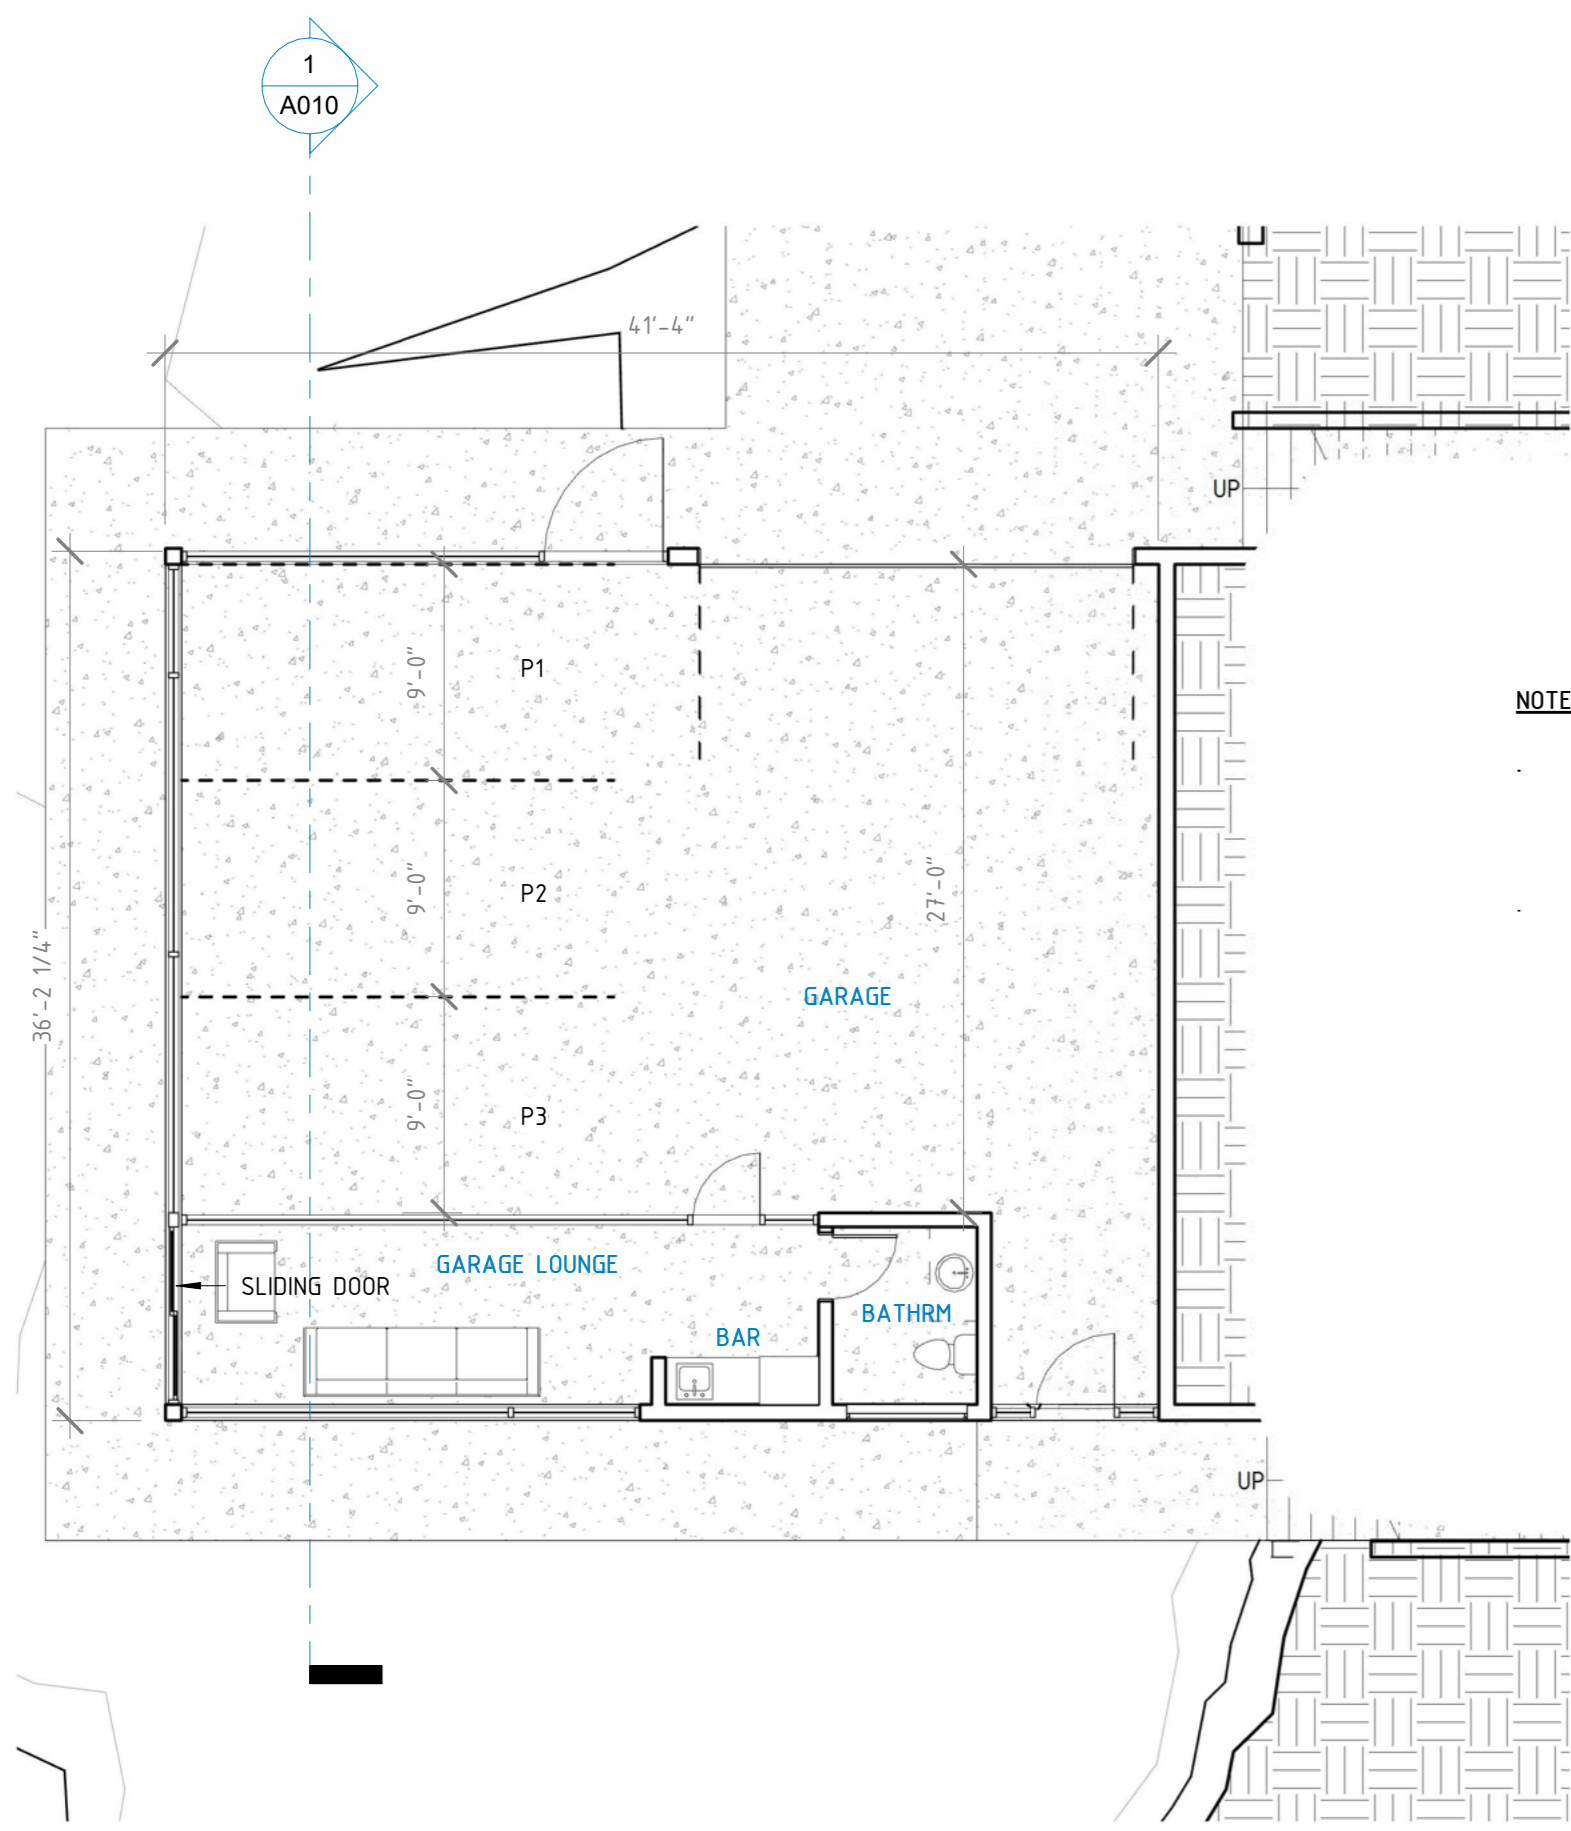 1
A010
41'-4"
UP
P1
9'-0"
NOTE
P2
9'-0"
27'-0"
36'-2 1/4"
GARAGE
9'-0"
P3
GARAGE LOUNGE
SLIDING DOOR
BATHRM
BAR
UP